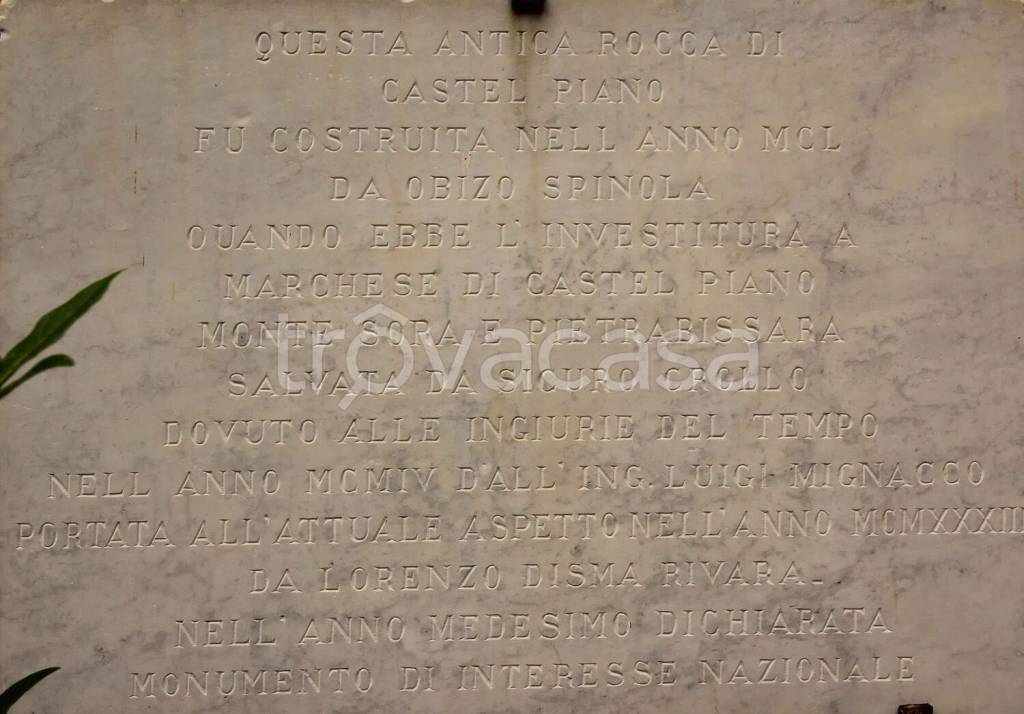 QUESTA ANTICA ROCCA DI
CASTEL PIANO
FU COSTRUITA NELL ANNO MCL
DA OBIZO SPINOLA
QUANDO EBBE L'INVESTITURA A
MARCHESE DI CASTEL PIANO
MONTE SORA E PIETRABISSARA
trovacasa
SALVATA DA SICURO CROLLO
DOVUTO ALLE INGIURIE DEL TEMPO
NELL ANNO MCMIV D'ALL' ING. LUIGI MIGNACCO
PORTATA ALL'ATTUALE ASPETTO NELL'ANNO MCMXXXIII
DA LORENZO DISMA RIVARA_
NELL'ANNO MEDESIMO DICHIARATA
MONUMENTO DI INTERESSE NAZIONALE